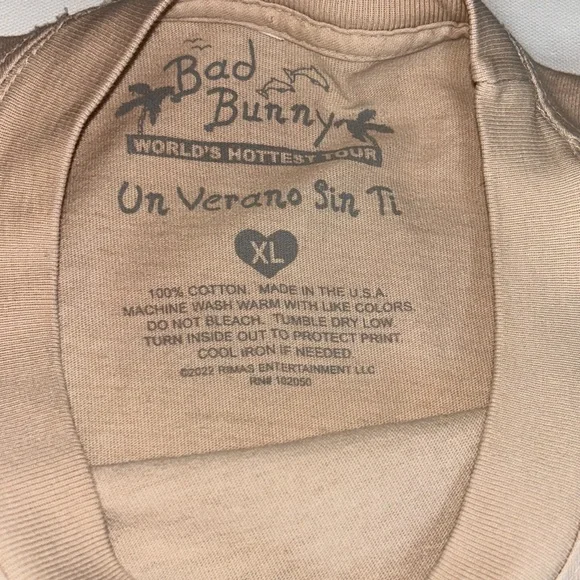 Bad
Bunny
WORLD'S HOTTEST TOUR
Un Verano Sin Ti
XL
100% COTTON. MADE IN THE U.S.A.
MACHINE WASH WARM WITH LIKE COLORS.
DO NOT BLEACH. TUMBLE DRY LOW.
TURN INSIDE OUT TO PROTECT PRINT.
COOL IRON IF NEEDED.
©2022 RIMAS ENTERTAINMENT LLC
RN# 102050